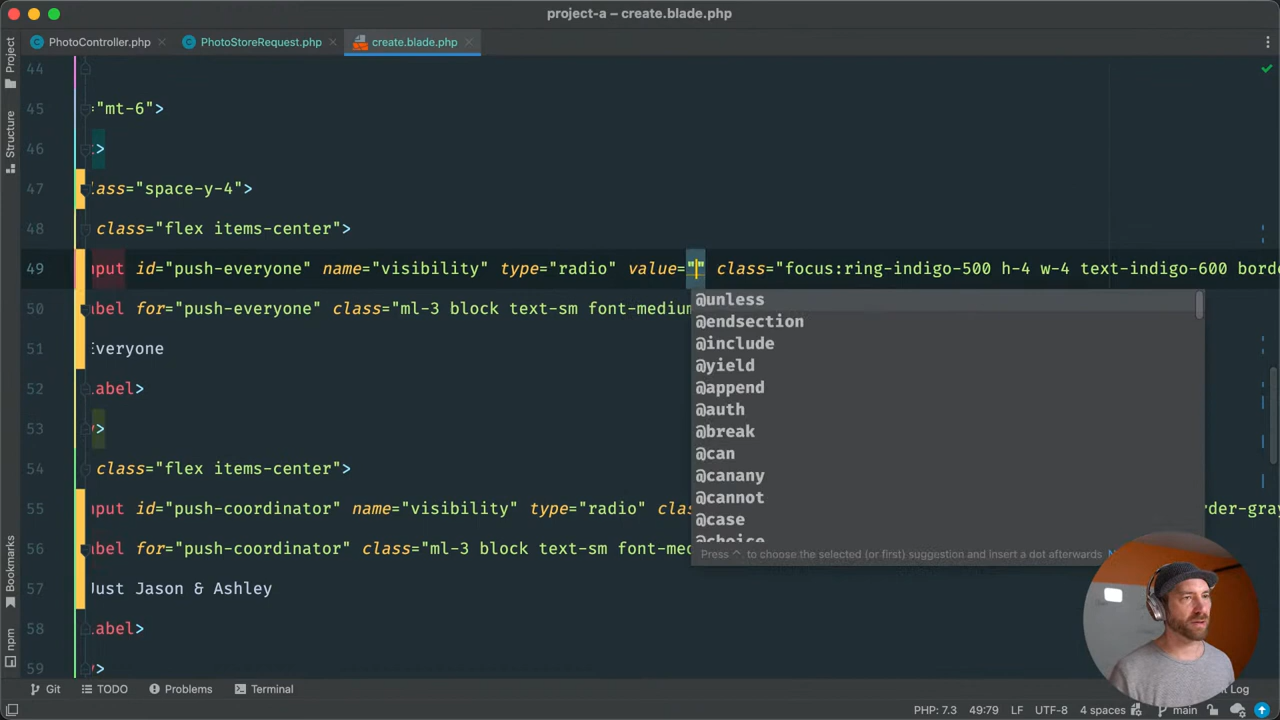 project-a – create.blade.php
PhotoController.php
PhotoStoreRequest.php
create.blade.php
Project
Structure
Bookmarks
npm
44
45 ="mt-6">
46 >
47 lass="space-y-4">
48 class="flex items-center">
49 nput id="push-everyone" name="visibility" type="radio" value="" class="focus:ring-indigo-500 h-4 w-4 text-indigo-600 borde
50 abel for="push-everyone" class="ml-3 block text-sm font-medium
51 Everyone
52 abel>
53 >
54 class="flex items-center">
55 nput id="push-coordinator" name="visibility" type="radio" clas rder-gray
56 abel for="push-coordinator" class="ml-3 block text-sm font-med
57 Just Jason & Ashley
58 abel>
59 >
@unless
@endsection
@include
@yield
@append
@auth
@break
@can
@canany
@cannot
@case
@choice
Press ^. to choose the selected (or first) suggestion and insert a dot afterwards
Git
TODO
Problems
Terminal
t Log
PHP: 7.3
49:79
LF
UTF-8
4 spaces
main